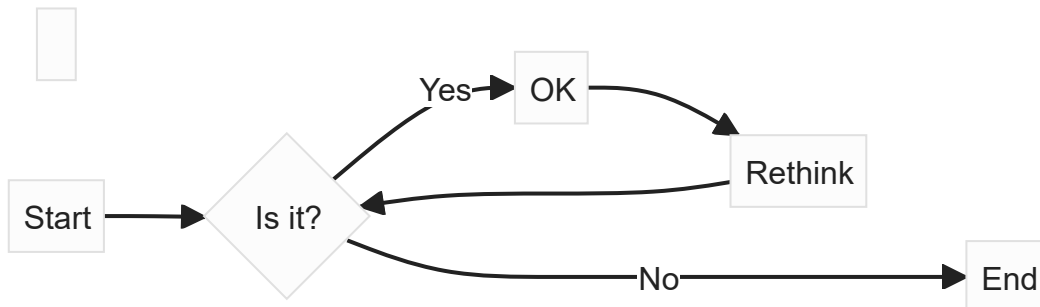 Start
Is it?
Yes
OK
Rethink
No
End